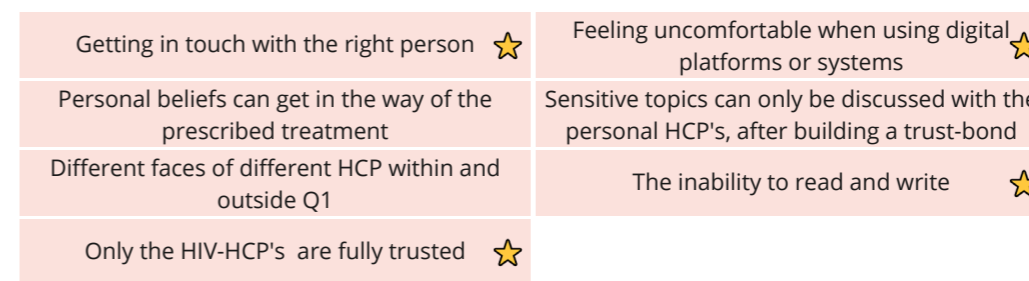 Getting in touch with the right person
Feeling uncomfortable when using digital
platforms or systems
Personal beliefs can get in the way of the
prescribed treatment
Sensitive topics can only be discussed with the
personal HCP's, after building a trust-bond
Different faces of different HCP within and
outside Q1
The inability to read and write
Only the HIV-HCP's are fully trusted